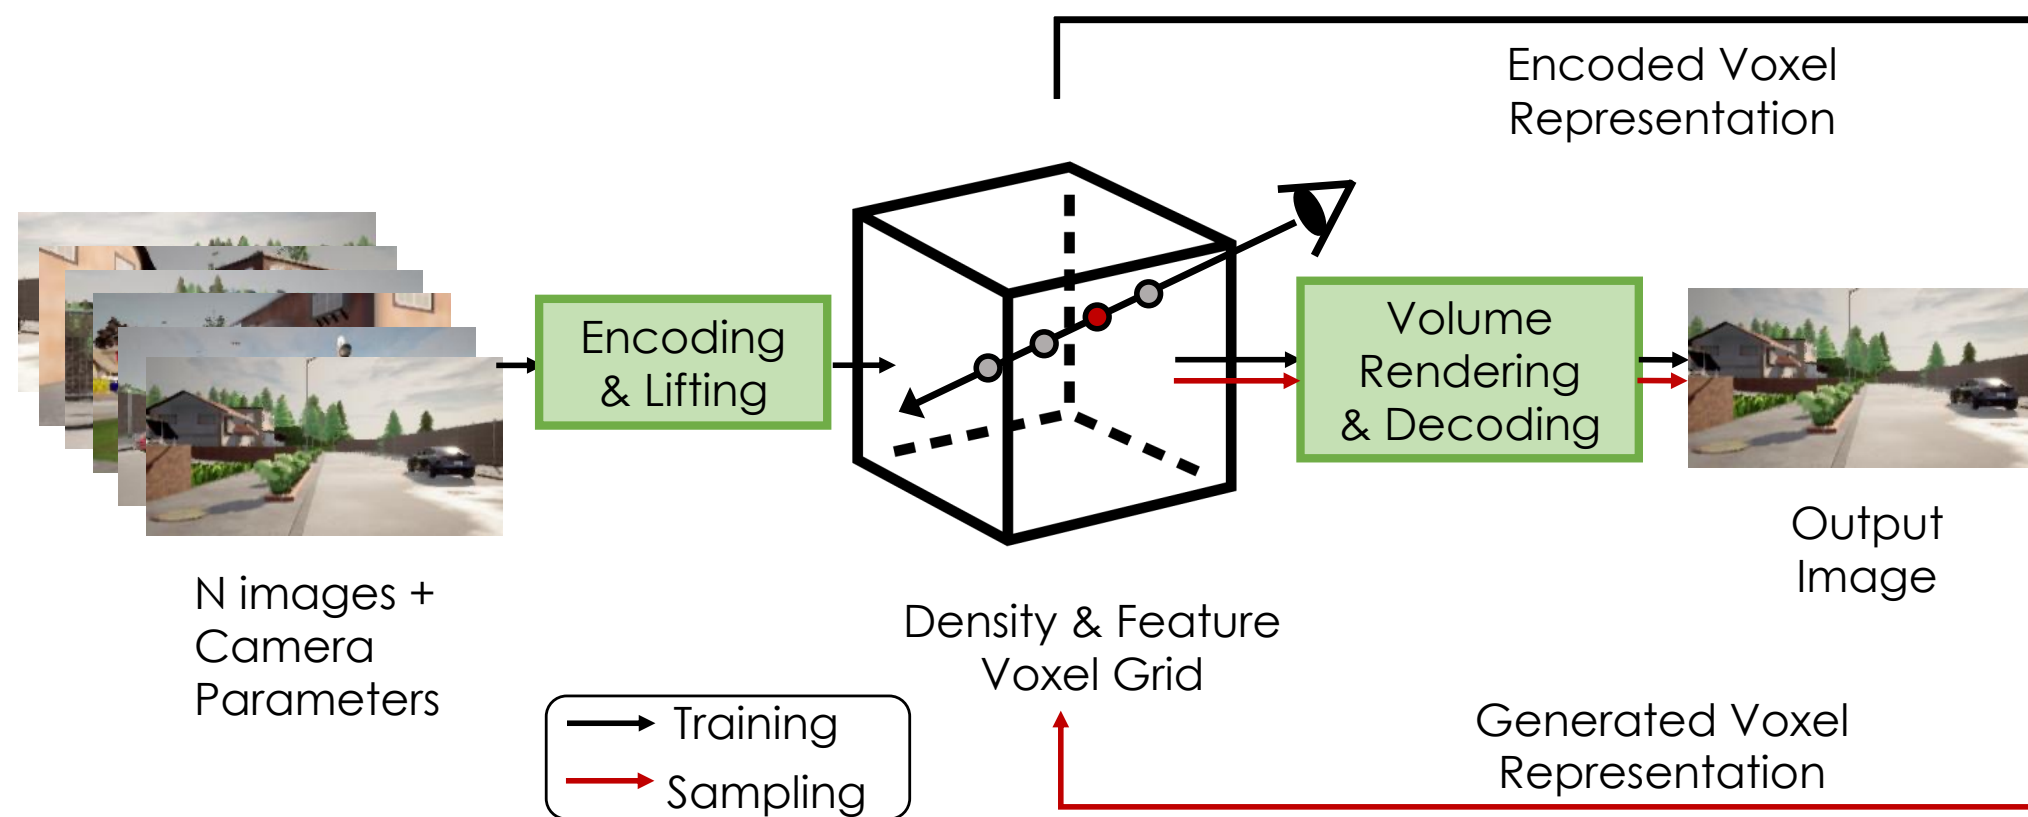 Encoded Voxel
Representation
Encoding
& Lifting
Volume
Rendering
& Decoding
N images +
Camera
Parameters
Density & Feature
Voxel Grid
Output
Image
Training
Sampling
Generated Voxel
Representation